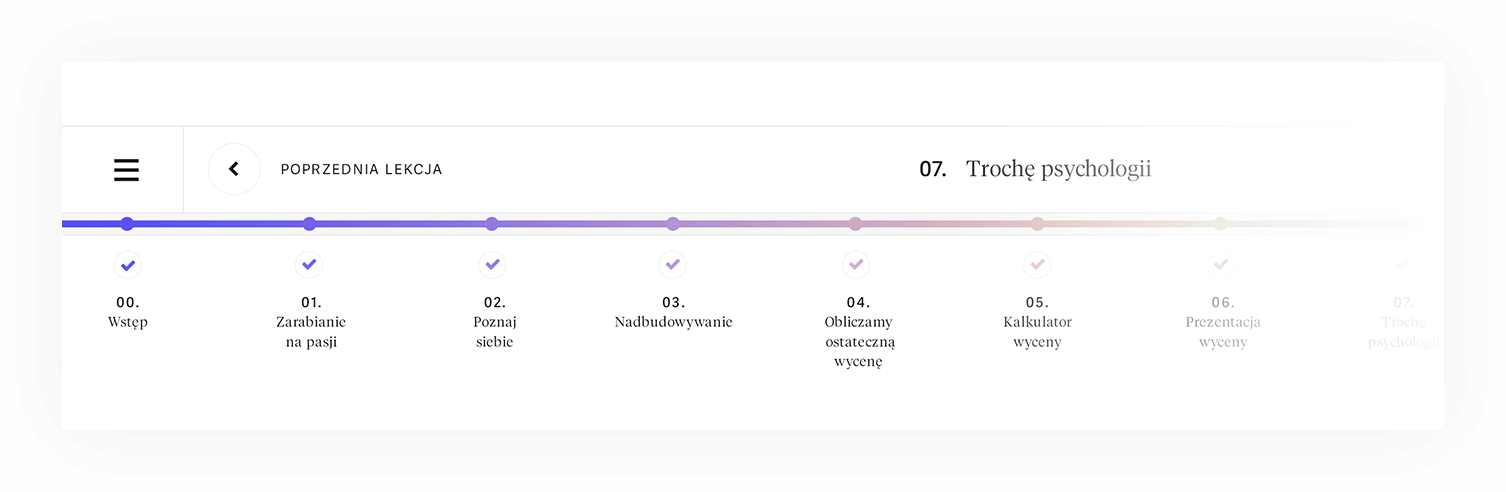 POPRZEDNIA LEKCJA
07. Trochę psychologii
00.
Wstęp
01.
Zarabianie
na pasji
02.
Poznaj
siebie
03.
Nadbudowywanie
04.
Obliczamy
ostateczną
wycenę
05.
Kalkulator
wyceny
06.
Prezentacja
wyceny
07.
Trochę
psychologii